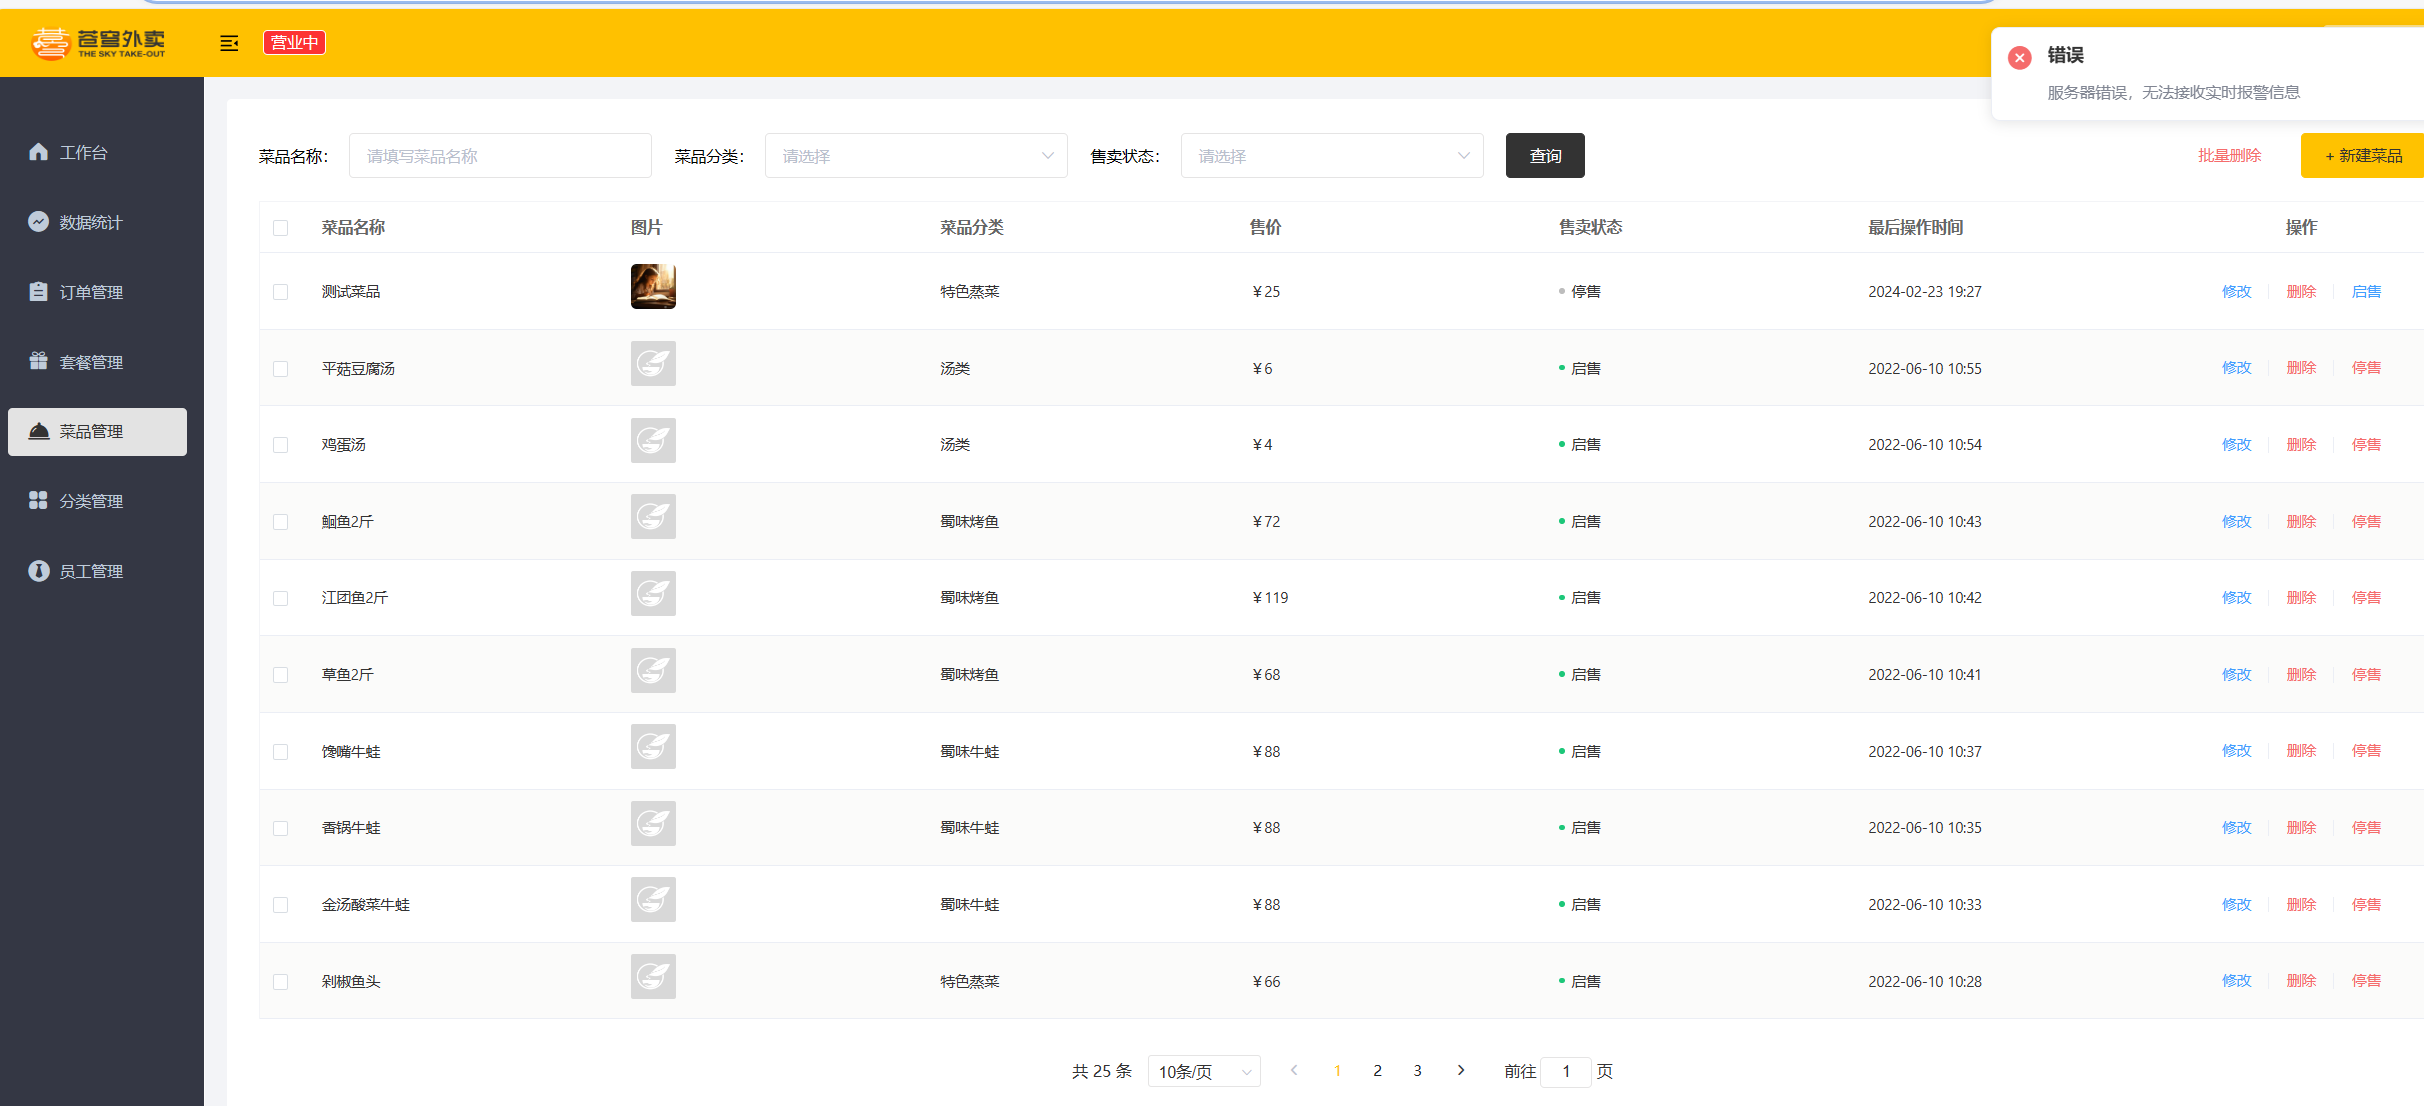 苍穹外卖
THE SKY TAKE-OUT
营业中
错误
服务器错误，无法接收实时报警信息
工作台
数据统计
订单管理
套餐管理
菜品管理
分类管理
员工管理
菜品名称： 请填写菜品名称 菜品分类： 请选择 售卖状态： 请选择 查询 批量删除 + 新建菜品
菜品名称 图片 菜品分类 售价 售卖状态 最后操作时间 操作
测试菜品 特色蒸菜 ￥25 停售 2024-02-23 19:27 修改 删除 启售
平菇豆腐汤 汤类 ￥6 启售 2022-06-10 10:55 修改 删除 停售
鸡蛋汤 汤类 ￥4 启售 2022-06-10 10:54 修改 删除 停售
鮰鱼2斤 蜀味烤鱼 ￥72 启售 2022-06-10 10:43 修改 删除 停售
江团鱼2斤 蜀味烤鱼 ￥119 启售 2022-06-10 10:42 修改 删除 停售
草鱼2斤 蜀味烤鱼 ￥68 启售 2022-06-10 10:41 修改 删除 停售
馋嘴牛蛙 蜀味牛蛙 ￥88 启售 2022-06-10 10:37 修改 删除 停售
香锅牛蛙 蜀味牛蛙 ￥88 启售 2022-06-10 10:35 修改 删除 停售
金汤酸菜牛蛙 蜀味牛蛙 ￥88 启售 2022-06-10 10:33 修改 删除 停售
剁椒鱼头 特色蒸菜 ￥66 启售 2022-06-10 10:28 修改 删除 停售
共 25 条 10条/页 1 2 3 前往 1 页